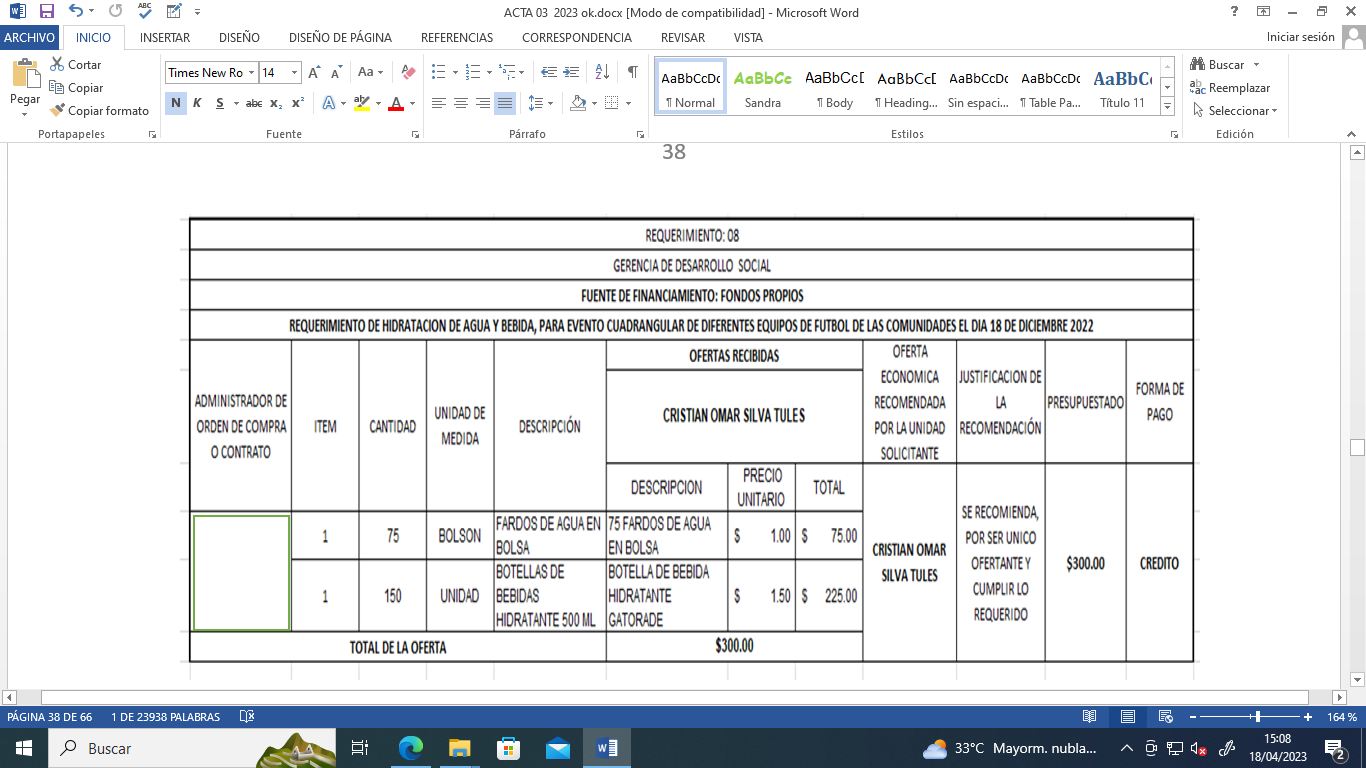 ACTA 03 2023 ok.docx [Modo de compatibilidad] - Microsoft Word
ARCHIVO INICIO INSERTAR DISEÑO DISEÑO DE PÁGINA REFERENCIAS CORRESPONDENCIA REVISAR VISTA Iniciar sesión
Pegar
Cortar
Copiar
Copiar formato
Portapapeles
Times New Ro 14
N K S abc x₂ x²
Fuente
Párrafo
AaBbCcDc AaBbCc AaBbCcD AaBbCcD AaBbCcDc AaBbCcDc AaBbC
¶ Normal Sandra ¶ Body ¶ Heading... Sin espaci... ¶ Table Pa... Título 11
Estilos
Buscar
Reemplazar
Seleccionar
Edición
38
REQUERIMIENTO: 08
GERENCIA DE DESARROLLO SOCIAL
FUENTE DE FINANCIAMIENTO: FONDOS PROPIOS
REQUERIMIENTO DE HIDRATACION DE AGUA Y BEBIDA, PARA EVENTO CUADRANGULAR DE DIFERENTES EQUIPOS DE FUTBOL DE LAS COMUNIDADES EL DIA 18 DE DICIEMBRE 2022
ADMINISTRADOR DE
ORDEN DE COMPRA
O CONTRATO
ITEM
CANTIDAD
UNIDAD DE
MEDIDA
DESCRIPCIÓN
OFERTAS RECIBIDAS
CRISTIAN OMAR SILVA TULES
DESCRIPCION
PRECIO
UNITARIO
TOTAL
OFERTA
ECONOMICA
RECOMENDADA
POR LA UNIDAD
SOLICITANTE
JUSTIFICACION DE
LA
RECOMENDACIÓN
PRESUPUESTADO
FORMA DE
PAGO
1
75
BOLSON
FARDOS DE AGUA EN
BOLSA
75 FARDOS DE AGUA
EN BOLSA
$ 1.00
$ 75.00
1
150
UNIDAD
BOTELLAS DE
BEBIDAS
HIDRATANTE 500 ML
BOTELLA DE BEBIDA
HIDRATANTE
GATORADE
$ 1.50
$ 225.00
CRISTIAN OMAR
SILVA TULES
SE RECOMIENDA,
POR SER UNICO
OFERTANTE Y
CUMPLIR LO
REQUERIDO
$300.00
CREDITO
TOTAL DE LA OFERTA
$300.00
PÁGINA 38 DE 66 1 DE 23938 PALABRAS 164 %
Buscar
33°C Mayorm. nubla...
15:08
18/04/2023
2